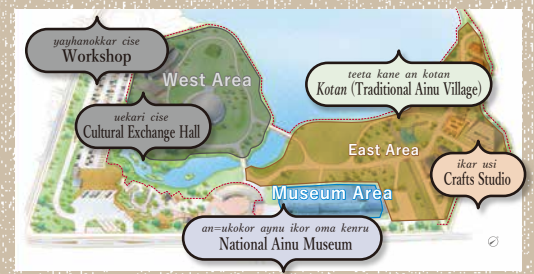 yayhanokkar cise
Workshop
West Area
teeta kane an kotan
Kotan (Traditional Ainu Village)
uekari cise
Cultural Exchange Hall
East Area
ikar usi
Crafts Studio
Museum Area
an=ukokor aynu ikor oma kenru
National Ainu Museum